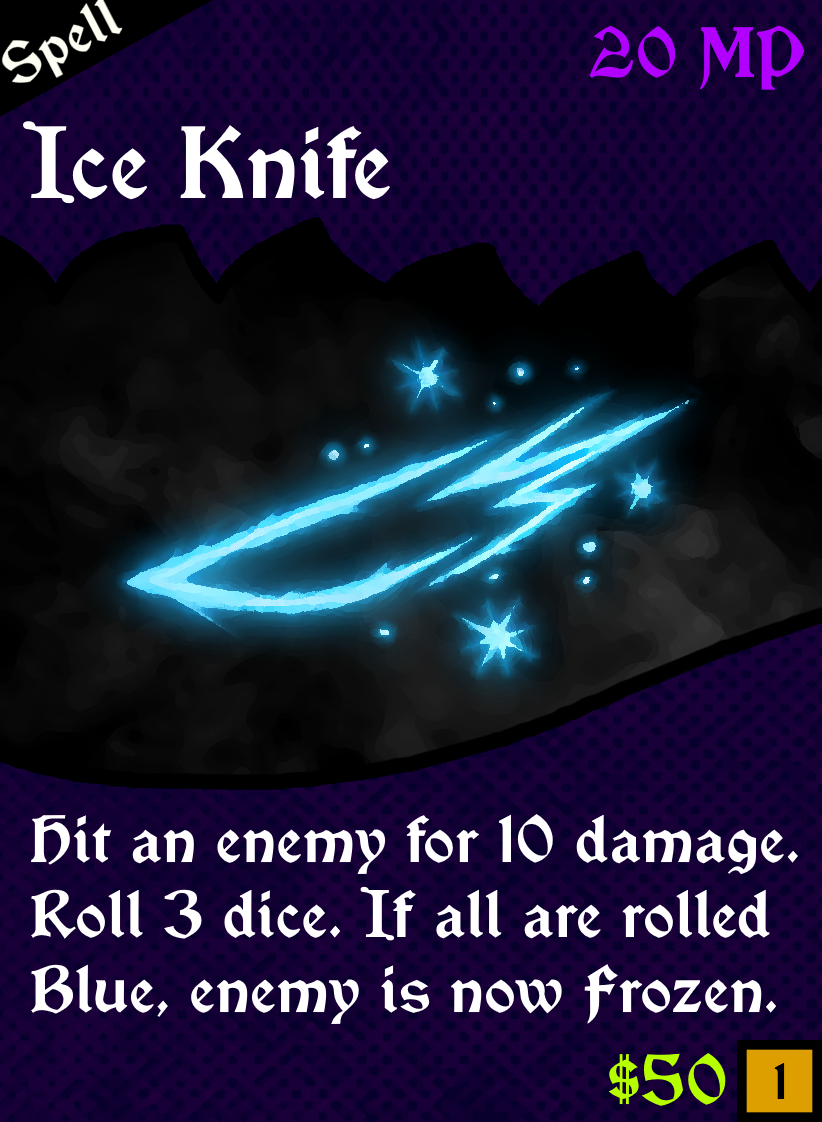 Spell
20 MP
Ice Knife
Hit an enemy for 10 damage.
Roll 3 dice. If all are rolled
Blue, enemy is now Frozen.
$50
1